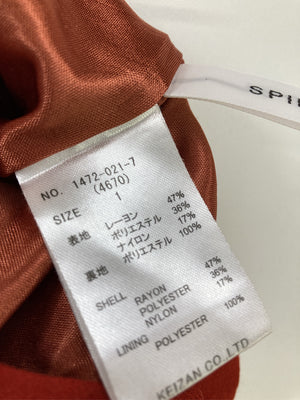 SPI
NO. 1472-021-7
(4670)
SIZE 1
表地 レーヨン 47%
ポリエステル 36%
ナイロン 17%
裏地 ポリエステル 100%
SHELL RAYON 47%
POLYESTER 36%
NYLON 17%
LINING POLYESTER 100%
KEIZAN CO.,LTD